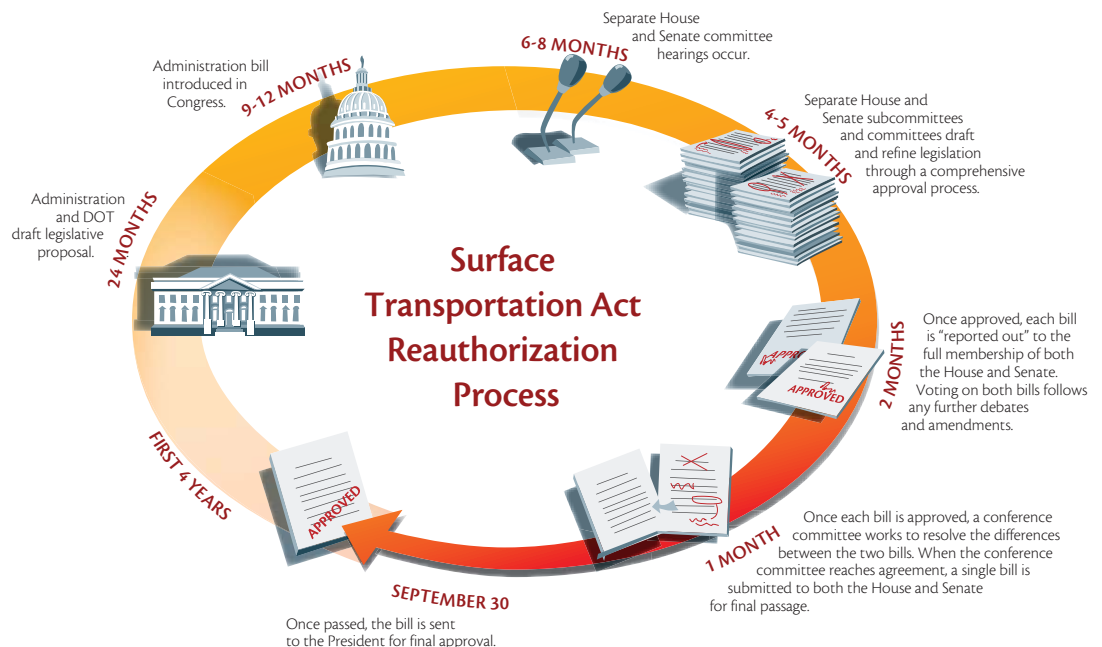 Surface
Transportation Act
Reauthorization
Process
FIRST 4 YEARS
24 MONTHS
Administration
and DOT
draft legislative
proposal.
9-12 MONTHS
Administration bill
introduced in
Congress.
6-8 MONTHS
Separate House
and Senate committee
hearings occur.
4-5 MONTHS
Separate House and
Senate subcommittees
and committees draft
and refine legislation
through a comprehensive
approval process.
2 MONTHS
Once approved, each bill
is “reported out” to the
full membership of both
the House and Senate.
Voting on both bills follows
any further debates
and amendments.
APPROVED
1 MONTH
Once each bill is approved, a conference
committee works to resolve the differences
between the two bills. When the conference
committee reaches agreement, a single bill is
submitted to both the House and Senate
for final passage.
SEPTEMBER 30
Once passed, the bill is sent
to the President for final approval.
APPROVED